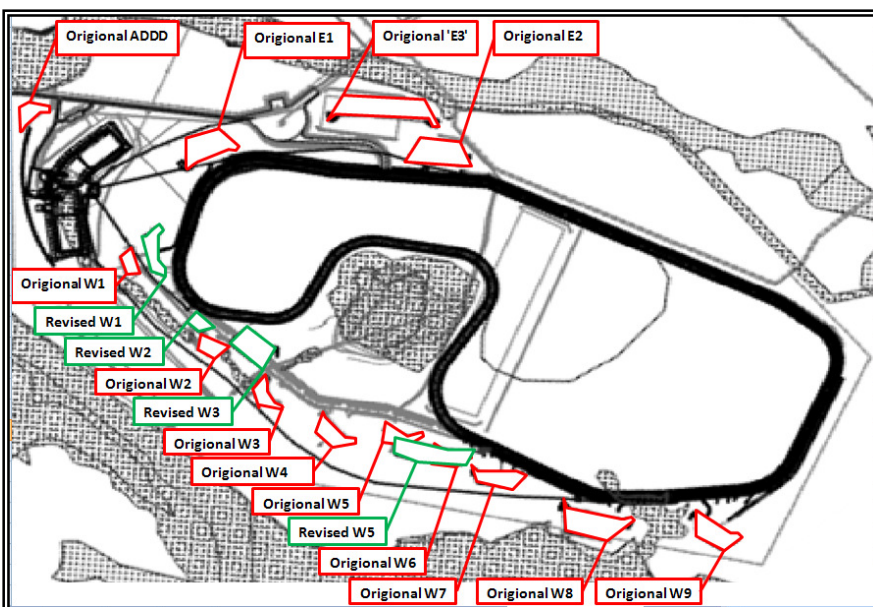 Origional ADDD
Origional E1
Origional 'E3'
Origional E2
Origional W1
Revised W1
Revised W2
Origional W2
Revised W3
Origional W3
Origional W4
Origional W5
Revised W5
Origional W6
Origional W7
Origional W8
Origional W9